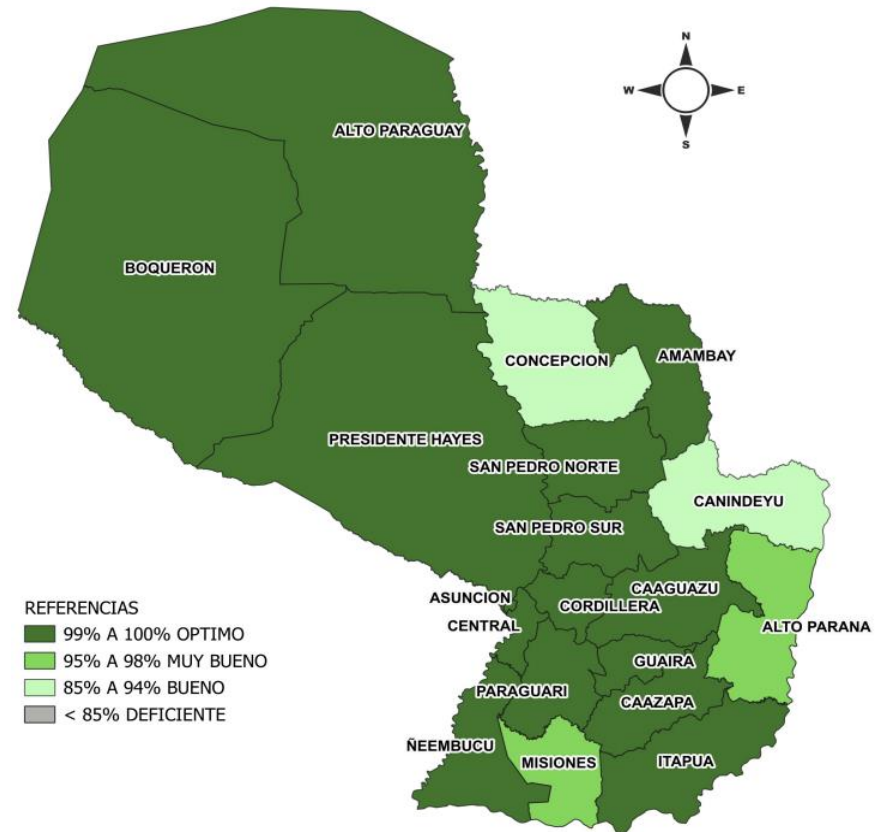 N
W
E
S
ALTO PARAGUAY
BOQUERON
CONCEPCION
AMAMBAY
PRESIDENTE HAYES
SAN PEDRO NORTE
CANINDEYU
SAN PEDRO SUR
CAAGUAZU
ASUNCION
CORDILLERA
CENTRAL
ALTO PARANA
GUAIRA
PARAGUARI
CAAZAPA
ÑEEMBUCU
MISIONES
ITAPUA
REFERENCIAS
99% A 100% OPTIMO
95% A 98% MUY BUENO
85% A 94% BUENO
< 85% DEFICIENTE